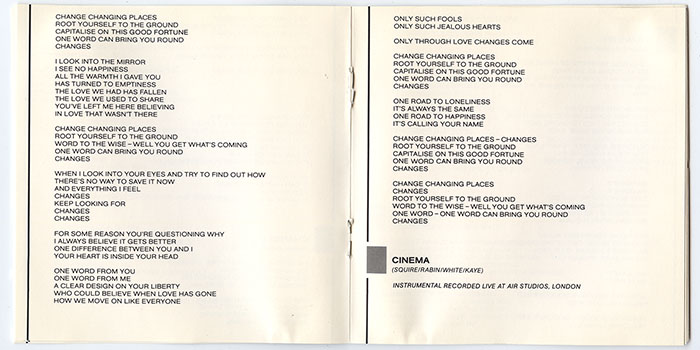 CHANGE CHANGING PLACES
ROOT YOURSELF TO THE GROUND
CAPITALISE ON THIS GOOD FORTUNE
ONE WORD CAN BRING YOU ROUND
CHANGES

I LOOK INTO THE MIRROR
I SEE NO HAPPINESS
ALL THE WARMTH I GAVE YOU
HAS TURNED TO EMPTINESS
THE LOVE WE HAD HAS FALLEN
THE LOVE WE USED TO SHARE
YOU'VE LEFT ME HERE BELIEVING
IN LOVE THAT WASN'T THERE

CHANGE CHANGING PLACES
ROOT YOURSELF TO THE GROUND
WORD TO THE WISE – WELL YOU GET WHAT'S COMING
ONE WORD CAN BRING YOU ROUND
CHANGES

WHEN I LOOK INTO YOUR EYES AND TRY TO FIND OUT HOW
THERE'S NO WAY TO SAVE IT NOW
AND EVERYTHING I FEEL
CHANGES
KEEP LOOKING FOR
CHANGES
CHANGES

FOR SOME REASON YOU'RE QUESTIONING WHY
I ALWAYS BELIEVE IT GETS BETTER
ONE DIFFERENCE BETWEEN YOU AND I
YOUR HEART IS INSIDE YOUR HEAD

ONE WORD FROM YOU
ONE WORD FROM ME
A CLEAR DESIGN ON YOUR LIBERTY
WHO COULD BELIEVE WHEN LOVE HAS GONE
HOW WE MOVE ON LIKE EVERYONE

ONLY SUCH FOOLS
ONLY SUCH JEALOUS HEARTS

ONLY THROUGH LOVE CHANGES COME

CHANGE CHANGING PLACES
ROOT YOURSELF TO THE GROUND
CAPITALISE ON THIS GOOD FORTUNE
ONE WORD CAN BRING YOU ROUND
CHANGES

ONE ROAD TO LONELINESS
IT'S ALWAYS THE SAME
ONE ROAD TO HAPPINESS
IT'S CALLING YOUR NAME

CHANGE CHANGING PLACES – CHANGES
ROOT YOURSELF TO THE GROUND
CAPITALISE ON THIS GOOD FORTUNE
ONE WORD CAN BRING YOU ROUND
CHANGES

CHANGE CHANGING PLACES
CHANGES
ROOT YOURSELF TO THE GROUND
WORD TO THE WISE – WELL YOU GET WHAT'S COMING
ONE WORD – ONE WORD CAN BRING YOU ROUND
CHANGES

CINEMA
(SQUIRE/RABIN/WHITE/KAYE)

INSTRUMENTAL RECORDED LIVE AT AIR STUDIOS, LONDON